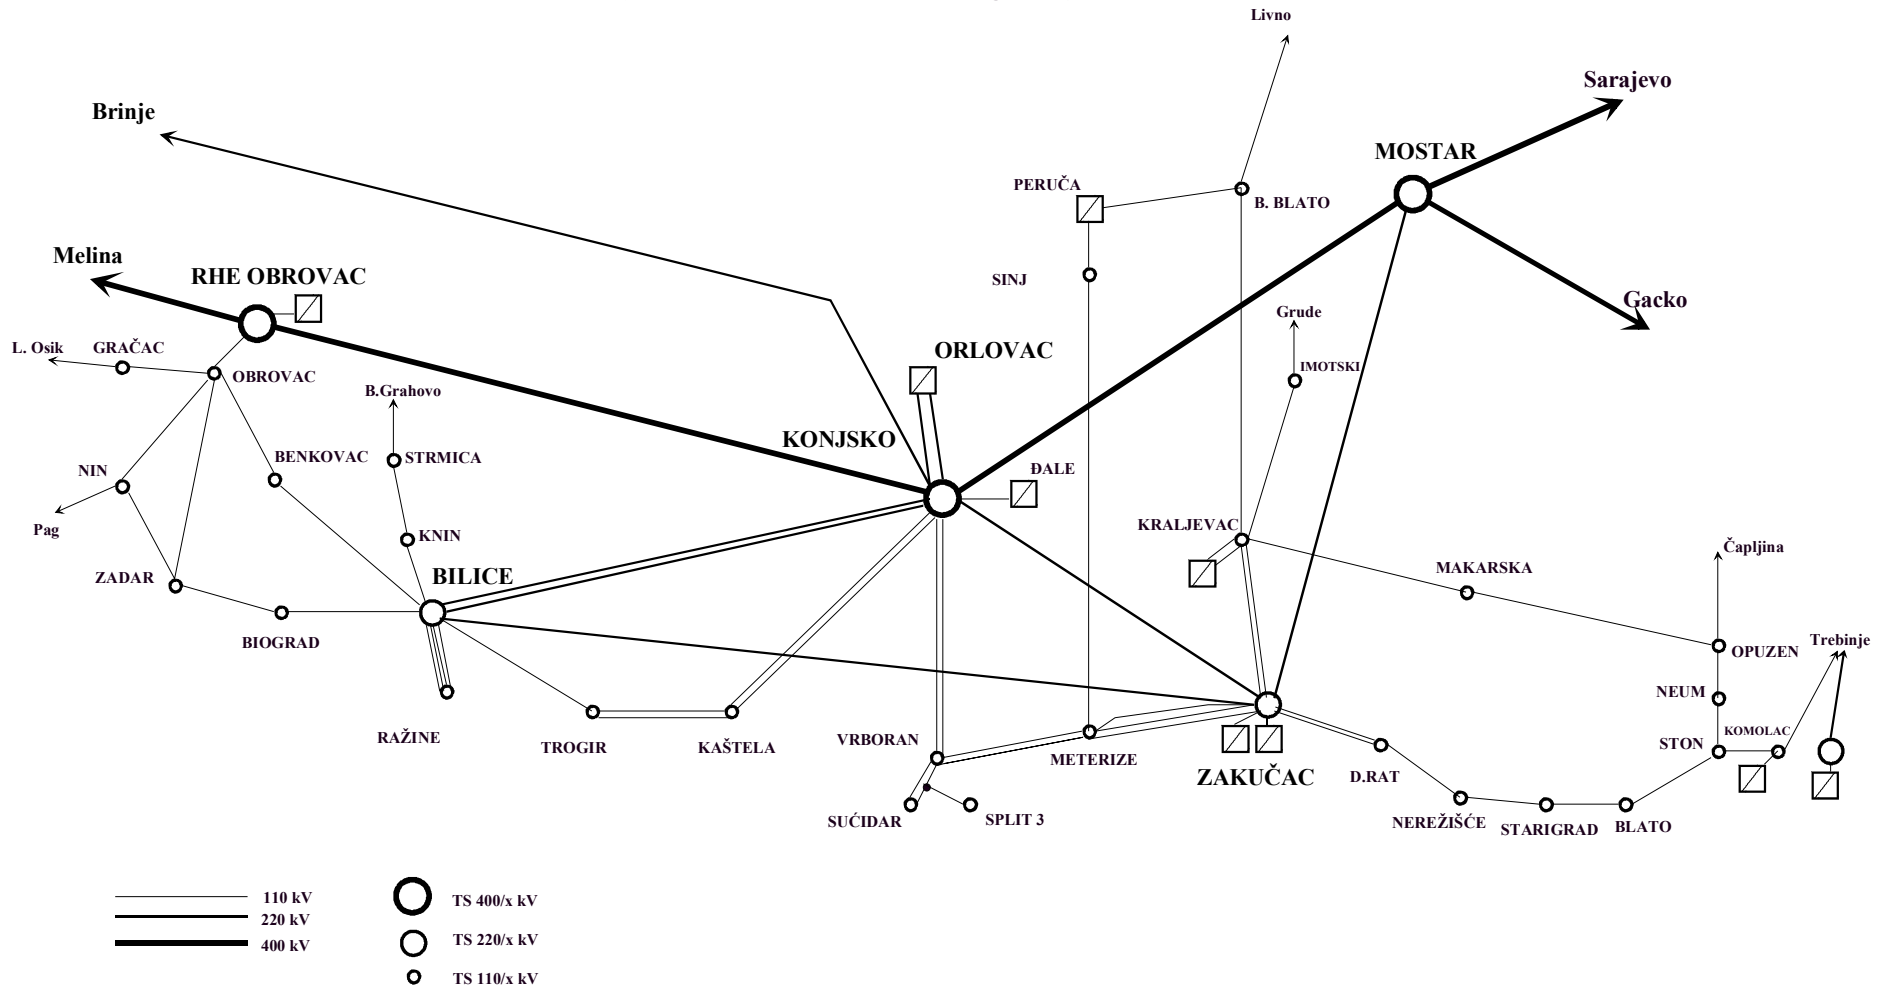 Livno
Sarajevo
Brinje
MOSTAR
PERUČA
B. BLATO
Melina
RHE OBROVAC
SINJ
Gacko
Grude
L. Osik
GRAČAC
ORLOVAC
IMOTSKI
OBROVAC
B.Grahovo
KONJSKO
BENKOVAC
STRMICA
NIN
ĐALE
KRALJEVAC
Pag
KNIN
Čapljina
ZADAR
BILICE
MAKARSKA
BIOGRAD
Trebinje
OPUZEN
NEUM
RAŽINE
TROGIR
KAŠTELA
VRBORAN
METERIZE
STON
KOMOLAC
ZAKUČAC
D.RAT
SUĆIDAR
SPLIT 3
NEREŽIŠĆE
STARIGRAD
BLATO
110 kV
220 kV
400 kV
TS 400/x kV
TS 220/x kV
TS 110/x kV